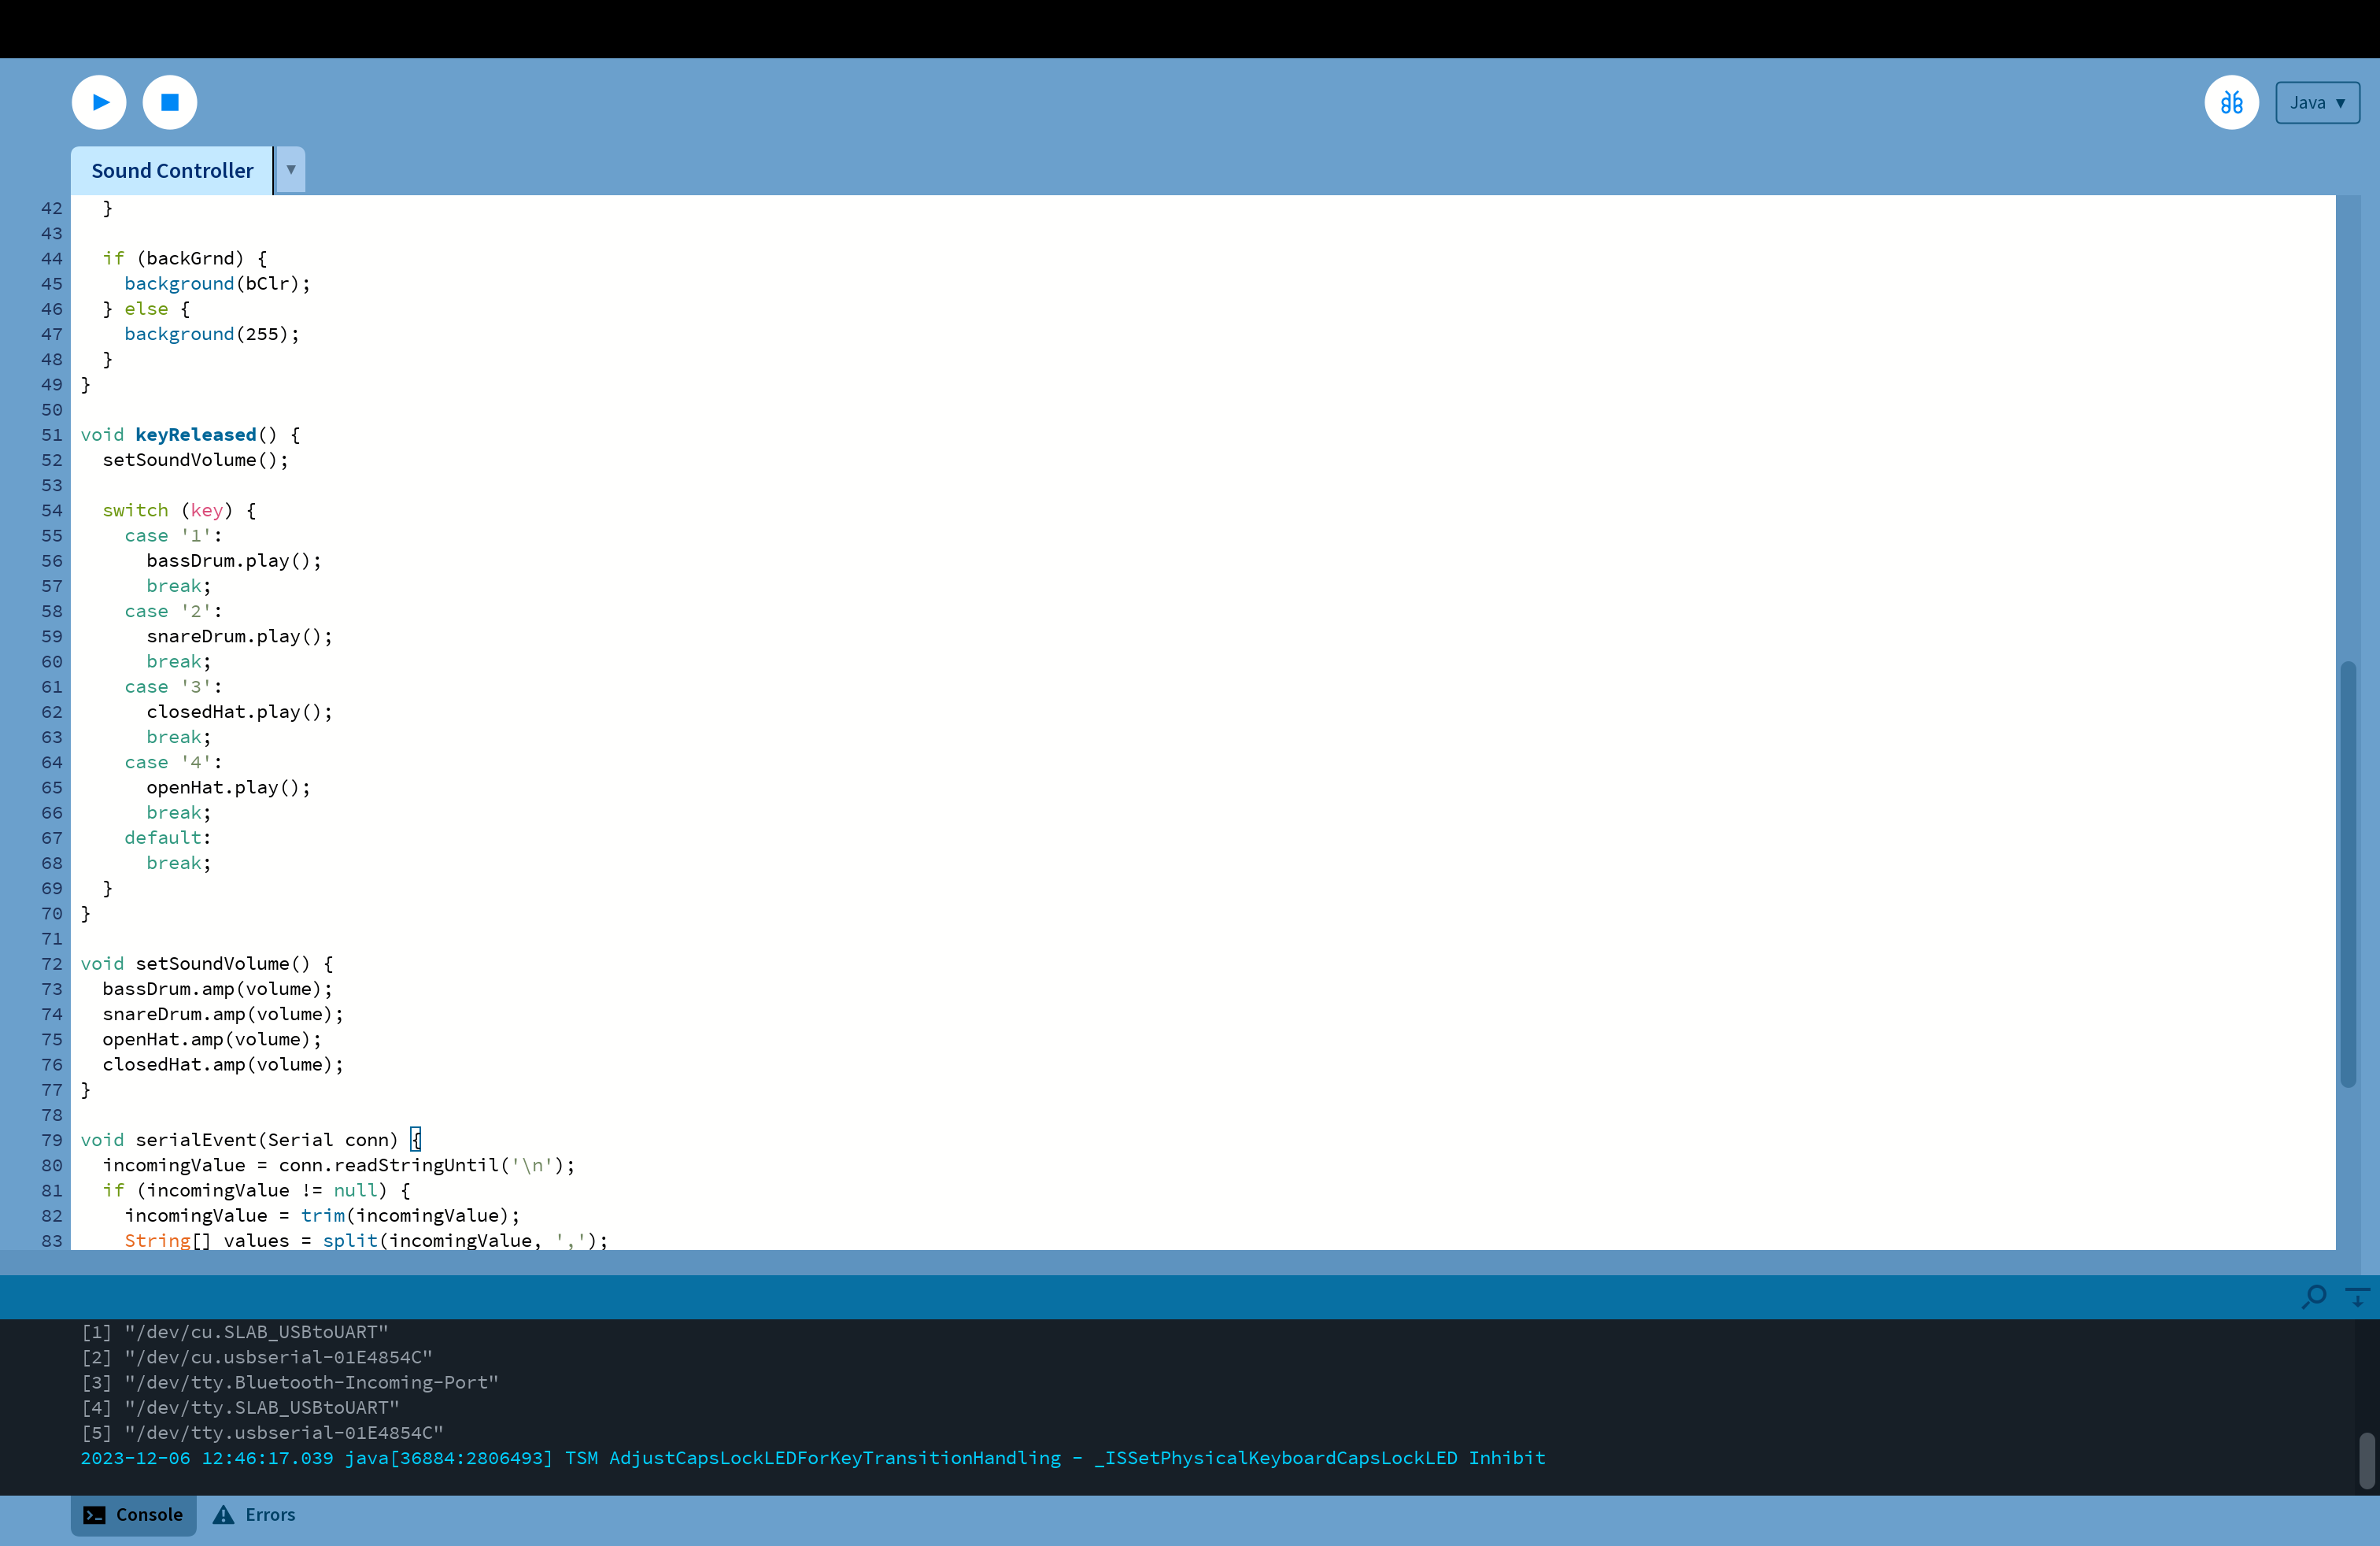 Java ▼
Sound Controller ▼
42   }
43
44   if (backGrnd) {
45     background(bClr);
46   } else {
47     background(255);
48   }
49 }
50
51 void keyReleased() {
52   setSoundVolume();
53
54   switch (key) {
55     case '1':
56       bassDrum.play();
57       break;
58     case '2':
59       snareDrum.play();
60       break;
61     case '3':
62       closedHat.play();
63       break;
64     case '4':
65       openHat.play();
66       break;
67     default:
68       break;
69   }
70 }
71
72 void setSoundVolume() {
73   bassDrum.amp(volume);
74   snareDrum.amp(volume);
75   openHat.amp(volume);
76   closedHat.amp(volume);
77 }
78
79 void serialEvent(Serial conn) {
80   incomingValue = conn.readStringUntil('\n');
81   if (incomingValue != null) {
82     incomingValue = trim(incomingValue);
83     String[] values = split(incomingValue, ',');
[1] "/dev/cu.SLAB_USBtoUART"
[2] "/dev/cu.usbserial-01E4854C"
[3] "/dev/tty.Bluetooth-Incoming-Port"
[4] "/dev/tty.SLAB_USBtoUART"
[5] "/dev/tty.usbserial-01E4854C"
2023-12-06 12:46:17.039 java[36884:2806493] TSM AdjustCapsLockLEDForKeyTransitionHandling - _ISSetPhysicalKeyboardCapsLockLED Inhibit
Console Errors